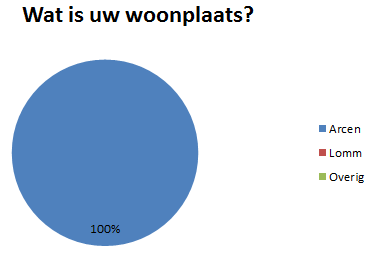 Wat is uw woonplaats?
Arcen
Lomm
Overig
100%